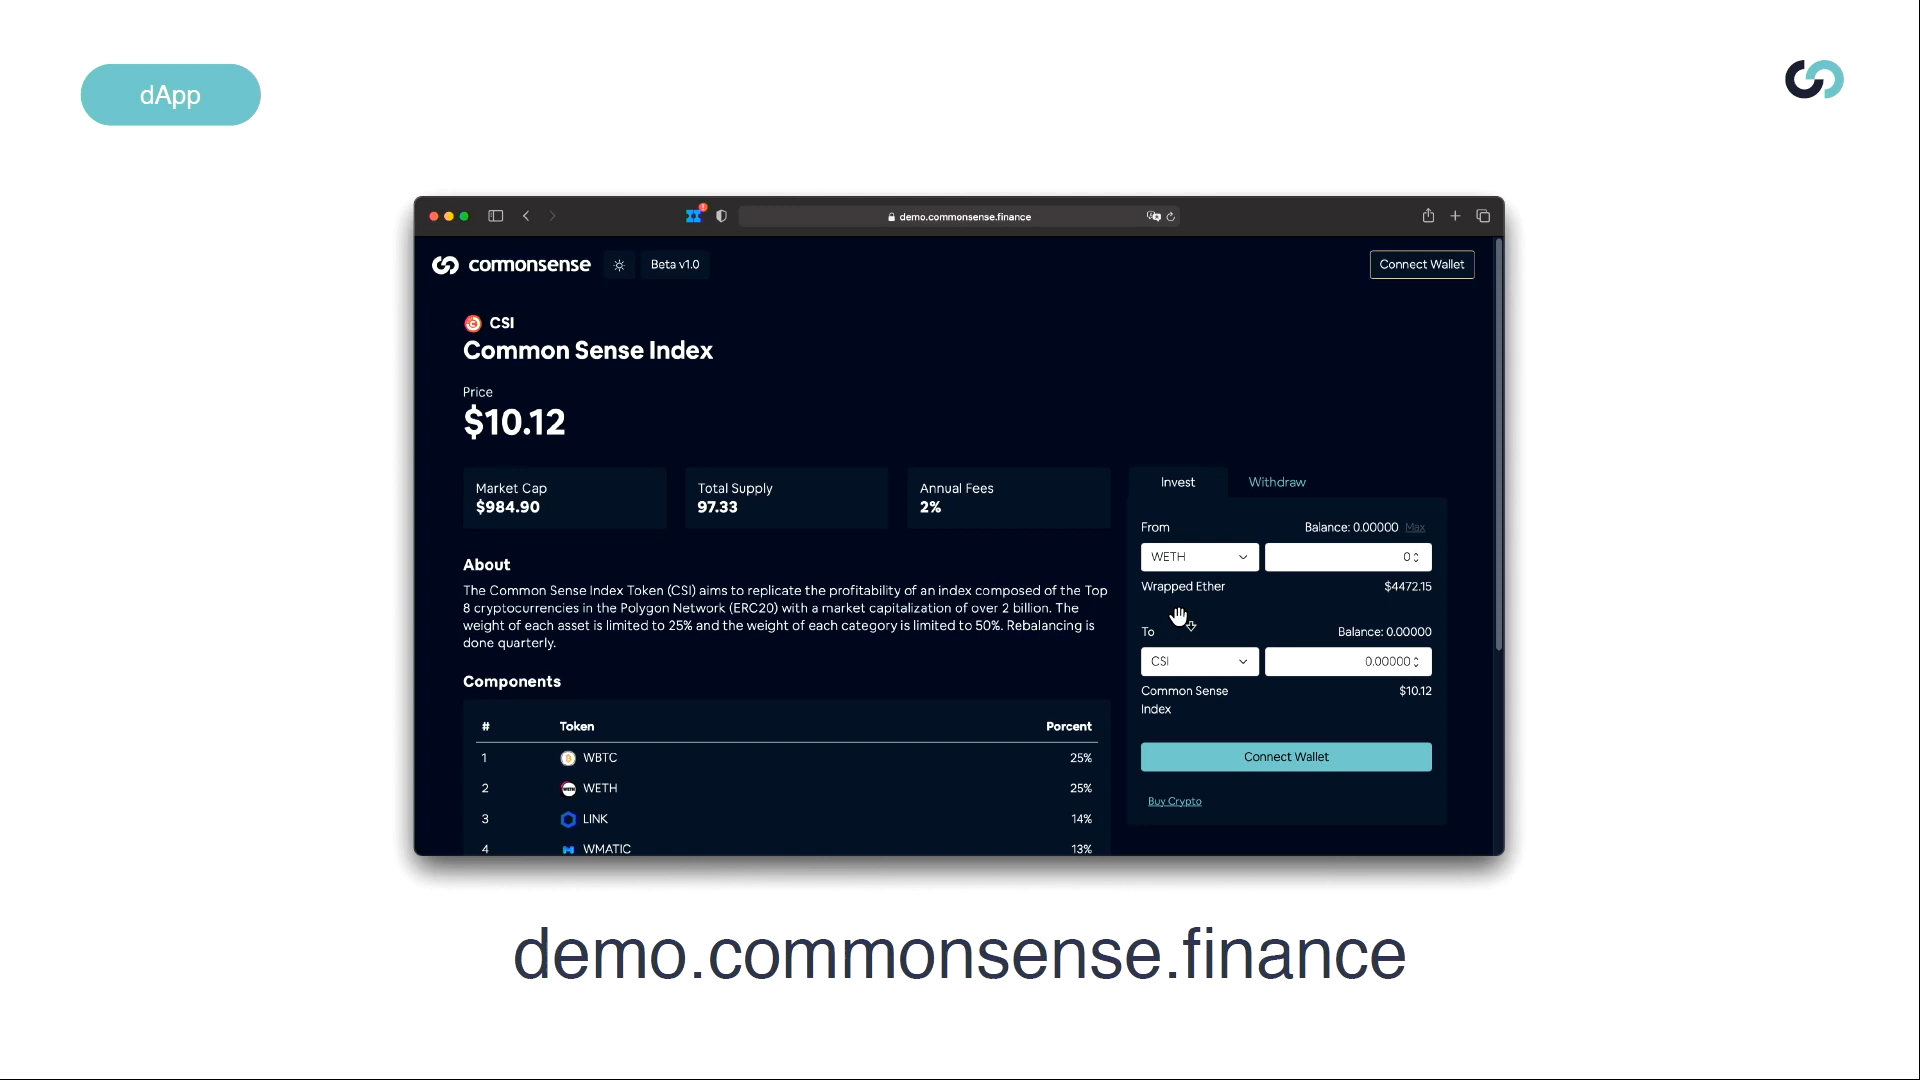 dApp
demo.commonsense.finance
commonsense
Beta v1.0
Connect Wallet
CSI
Common Sense Index
Price
$10.12
Market Cap
$984.90
Total Supply
97.33
Annual Fees
2%
Invest
Withdraw
From
Balance: 0.00000 Max
WETH
0
Wrapped Ether
$4472.15
To
Balance: 0.00000
CSI
0.00000
Common Sense
Index
$10.12
Connect Wallet
Buy Crypto
About
The Common Sense Index Token (CSI) aims to replicate the profitability of an index composed of the Top
8 cryptocurrencies in the Polygon Network (ERC20) with a market capitalization of over 2 billion. The
weight of each asset is limited to 25% and the weight of each category is limited to 50%. Rebalancing is
done quarterly.
Components
# Token Porcent
1 WBTC 25%
2 WETH 25%
3 LINK 14%
4 WMATIC 13%
demo.commonsense.finance